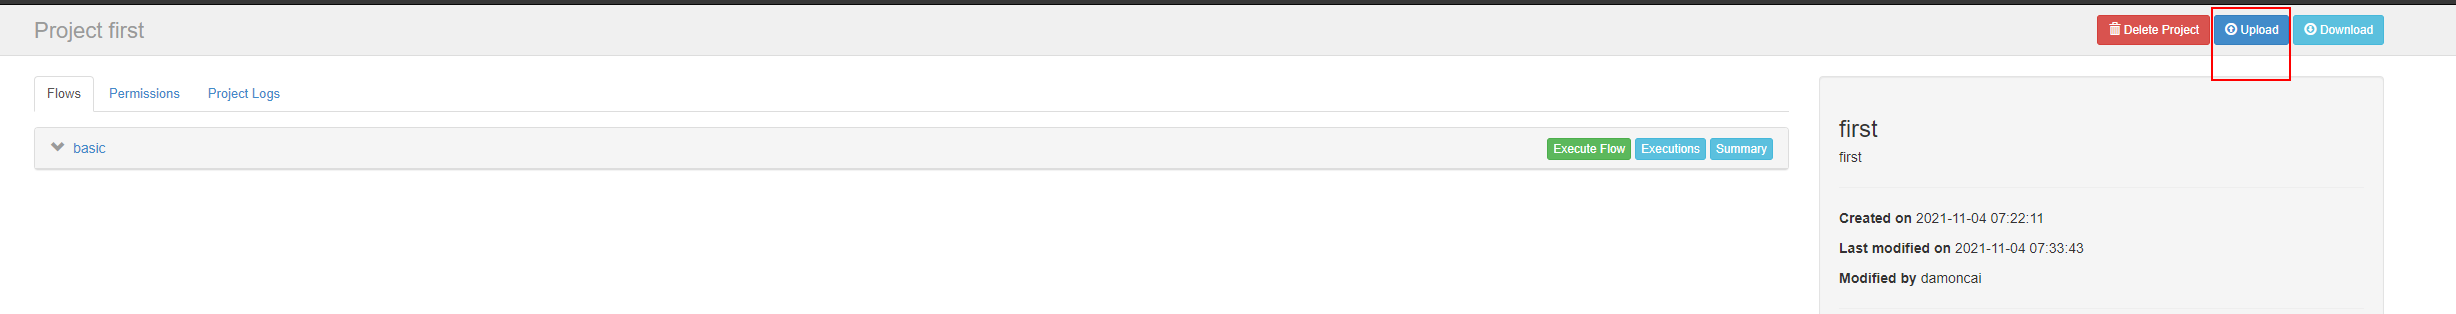 Project first
Delete Project Upload Download
Flows Permissions Project Logs
basic Execute Flow Executions Summary
first
first
Created on 2021-11-04 07:22:11
Last modified on 2021-11-04 07:33:43
Modified by damoncai